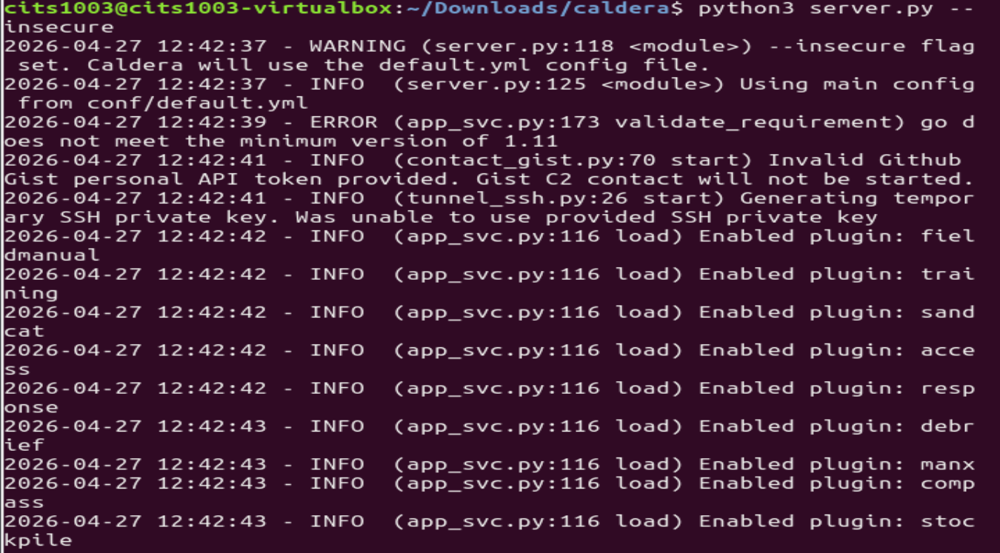 cits1003@cits1003-virtualbox:~/Downloads/caldera$ python3 server.py --
insecure
2026-04-27 12:42:37 - WARNING (server.py:118 <module>) --insecure flag
 set. Caldera will use the default.yml config file.
2026-04-27 12:42:37 - INFO  (server.py:125 <module>) Using main config
 from conf/default.yml
2026-04-27 12:42:39 - ERROR (app_svc.py:173 validate_requirement) go d
oes not meet the minimum version of 1.11
2026-04-27 12:42:41 - INFO  (contact_gist.py:70 start) Invalid Github
Gist personal API token provided. Gist C2 contact will not be started.
2026-04-27 12:42:41 - INFO  (tunnel_ssh.py:26 start) Generating tempor
ary SSH private key. Was unable to use provided SSH private key
2026-04-27 12:42:42 - INFO  (app_svc.py:116 load) Enabled plugin: fiel
dmanual
2026-04-27 12:42:42 - INFO  (app_svc.py:116 load) Enabled plugin: trai
ning
2026-04-27 12:42:42 - INFO  (app_svc.py:116 load) Enabled plugin: sand
cat
2026-04-27 12:42:42 - INFO  (app_svc.py:116 load) Enabled plugin: acce
ss
2026-04-27 12:42:42 - INFO  (app_svc.py:116 load) Enabled plugin: resp
onse
2026-04-27 12:42:43 - INFO  (app_svc.py:116 load) Enabled plugin: debr
ief
2026-04-27 12:42:43 - INFO  (app_svc.py:116 load) Enabled plugin: manx
2026-04-27 12:42:43 - INFO  (app_svc.py:116 load) Enabled plugin: comp
ass
2026-04-27 12:42:43 - INFO  (app_svc.py:116 load) Enabled plugin: stoc
kpile